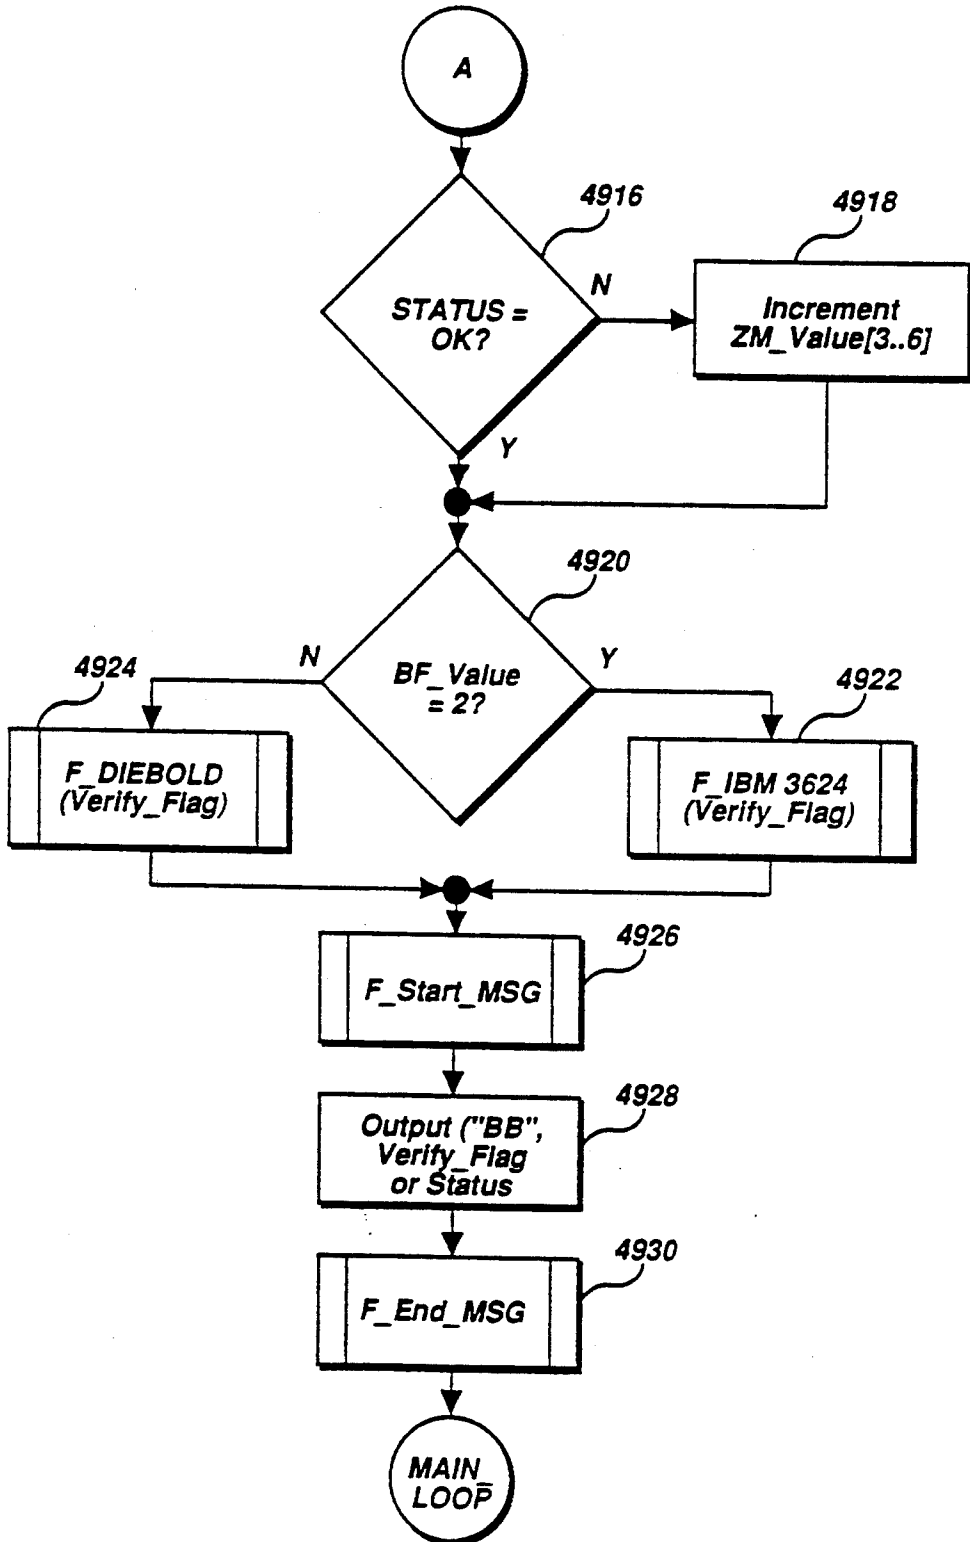 A
4916
4918
STATUS =
OK?
N
Increment
ZM_Value[3..6]
Y
4920
BF_Value
= 2?
N
Y
4924
4922
F_DIEBOLD
(Verify_Flag)
F_IBM 3624
(Verify_Flag)
4926
F_Start_MSG
4928
Output ("BB",
Verify_Flag
or Status
4930
F_End_MSG
MAIN_
LOOP